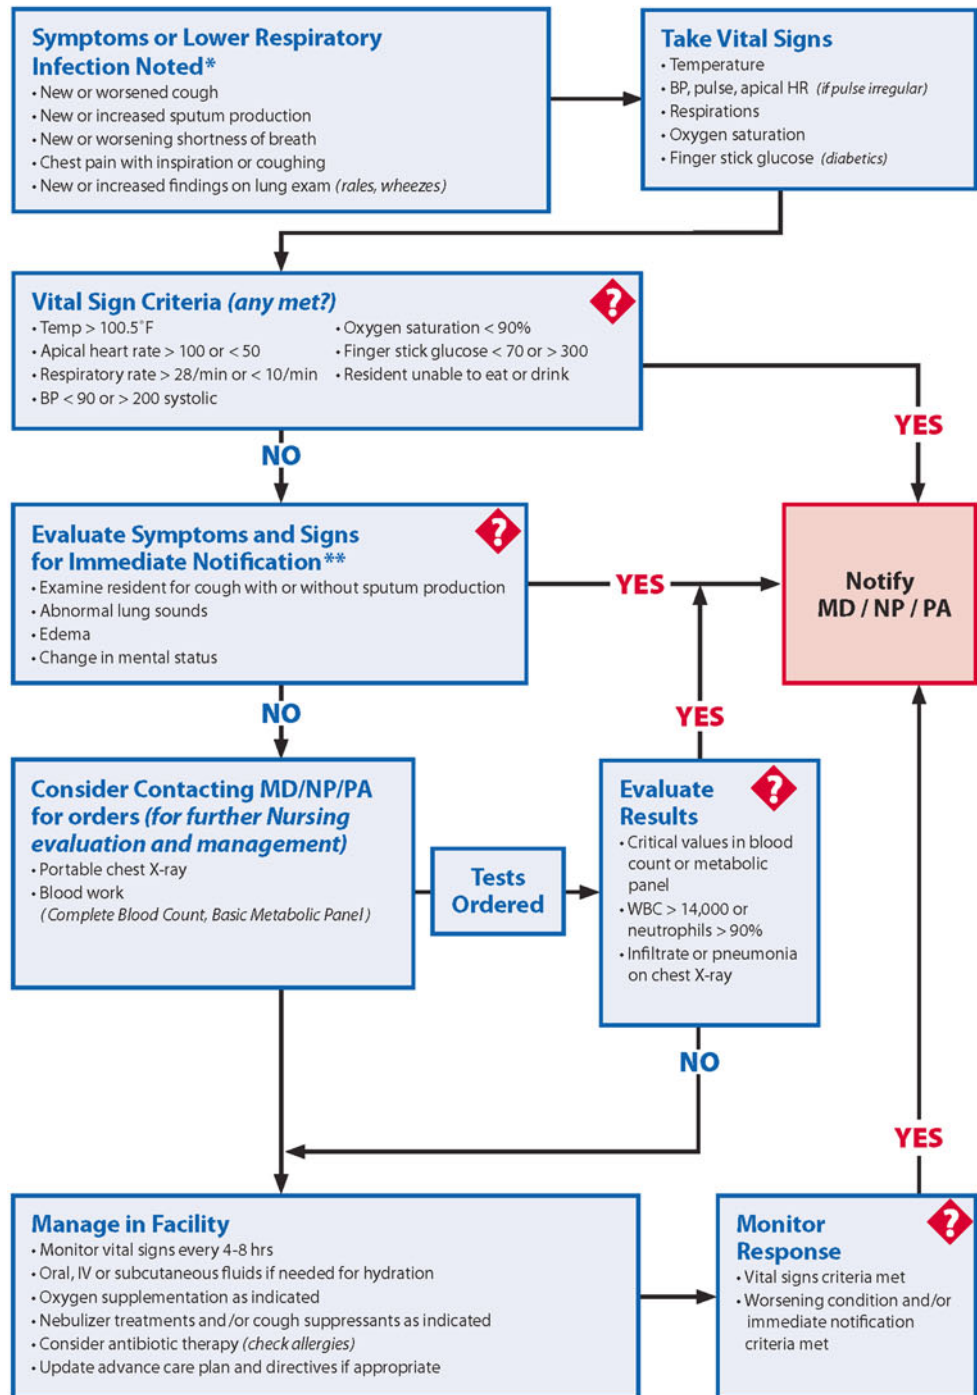 Symptoms or Lower Respiratory
Infection Noted*
• New or worsened cough
• New or increased sputum production
• New or worsening shortness of breath
• Chest pain with inspiration or coughing
• New or increased findings on lung exam (rales, wheezes)
Take Vital Signs
• Temperature
• BP, pulse, apical HR (if pulse irregular)
• Respirations
• Oxygen saturation
• Finger stick glucose (diabetics)
Vital Sign Criteria (any met?)
?
• Temp > 100.5˚F
• Apical heart rate > 100 or < 50
• Respiratory rate > 28/min or < 10/min
• BP < 90 or > 200 systolic
• Oxygen saturation < 90%
• Finger stick glucose < 70 or > 300
• Resident unable to eat or drink
YES
NO
Evaluate Symptoms and Signs
for Immediate Notification**
?
• Examine resident for cough with or without sputum production
• Abnormal lung sounds
• Edema
• Change in mental status
YES
Notify
MD / NP / PA
NO
YES
Consider Contacting MD/NP/PA
for orders (for further Nursing
evaluation and management)
• Portable chest X-ray
• Blood work
(Complete Blood Count, Basic Metabolic Panel)
Tests
Ordered
Evaluate
Results
?
• Critical values in blood
count or metabolic
panel
• WBC > 14,000 or
neutrophils > 90%
• Infiltrate or pneumonia
on chest X-ray
NO
YES
Manage in Facility
• Monitor vital signs every 4-8 hrs
• Oral, IV or subcutaneous fluids if needed for hydration
• Oxygen supplementation as indicated
• Nebulizer treatments and/or cough suppressants as indicated
• Consider antibiotic therapy (check allergies)
• Update advance care plan and directives if appropriate
Monitor
Response
?
• Vital signs criteria met
• Worsening condition and/or
immediate notification
criteria met